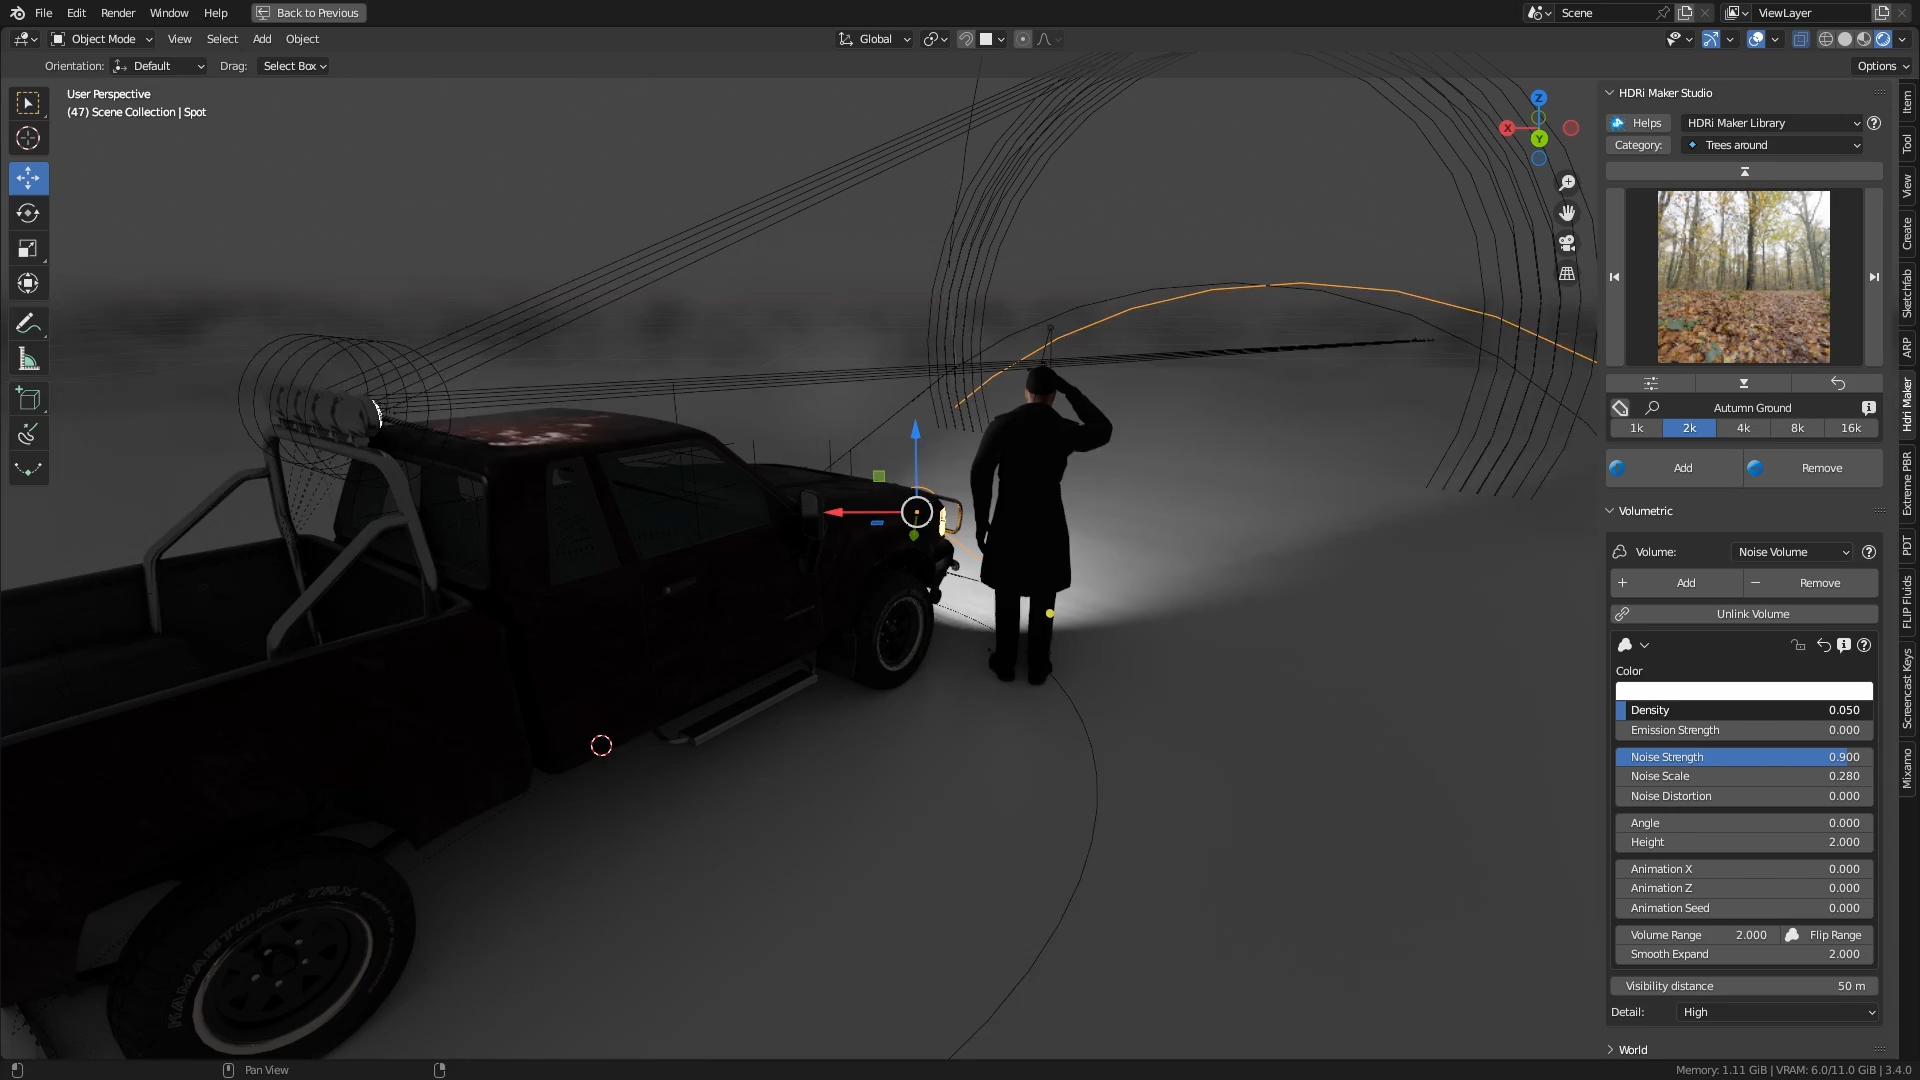 File Edit Render Window Help Back to Previous Scene ViewLayer
Object Mode View Select Add Object Global
Orientation: Default Drag: Select Box Options
User Perspective
(47) Scene Collection | Spot
Z
X
Y
HDRi Maker Studio
Helps HDRi Maker Library
Category: Trees around
Autumn Ground
1k 2k 4k 8k 16k
Add Remove
Volumetric
Volume: Noise Volume
Add Remove
Unlink Volume
Color
Density 0.050
Emission Strength 0.000
Noise Strength 0.900
Noise Scale 0.280
Noise Distortion 0.000
Angle 0.000
Height 2.000
Animation X 0.000
Animation Z 0.000
Animation Seed 0.000
Volume Range 2.000 Flip Range
Smooth Expand 2.000
Visibility distance 50 m
Detail: High
World
Item
Tool
View
Create
Sketchfab
ARP
Hdri Maker
Extreme PBR
PDT
FLIP Fluids
Screencast Keys
Mixamo
KAMASTONE TRX
Pan View
Memory: 1.11 GiB | VRAM: 6.0/11.0 GiB | 3.4.0